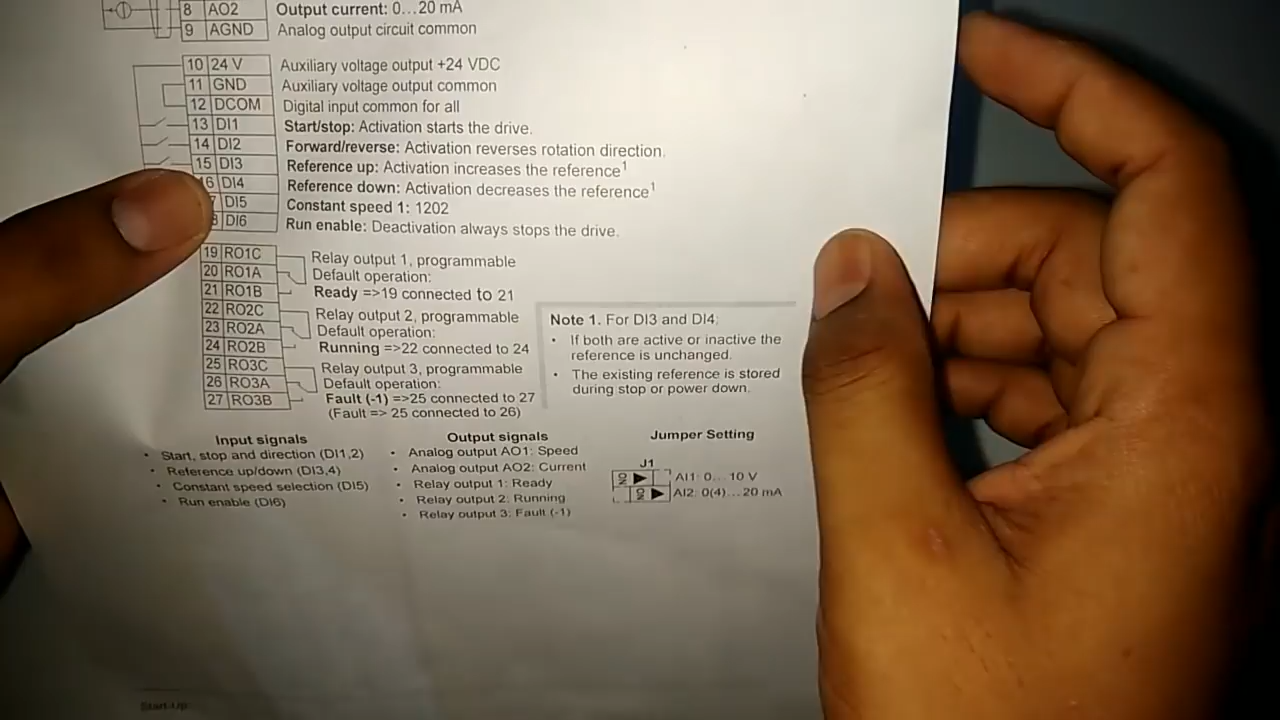 8 AO2 Output current: 0...20 mA
9 AGND Analog output circuit common
10 24 V Auxiliary voltage output +24 VDC
11 GND Auxiliary voltage output common
12 DCOM Digital input common for all
13 DI1 Start/stop: Activation starts the drive.
14 DI2 Forward/reverse: Activation reverses rotation direction.
15 DI3 Reference up: Activation increases the reference1
16 DI4 Reference down: Activation decreases the reference1
DI5 Constant speed 1: 1202
DI6 Run enable: Deactivation always stops the drive.
19 RO1C Relay output 1, programmable
20 RO1A Default operation:
21 RO1B Ready =>19 connected to 21
22 RO2C Relay output 2, programmable
23 RO2A Default operation:
24 RO2B Running =>22 connected to 24
25 RO3C Relay output 3, programmable
26 RO3A Default operation:
27 RO3B Fault (-1) =>25 connected to 27
(Fault => 25 connected to 26)
Note 1. For DI3 and DI4:
• If both are active or inactive the
reference is unchanged.
• The existing reference is stored
during stop or power down.
Input signals
• Start, stop and direction (DI1,2)
• Reference up/down (DI3,4)
• Constant speed selection (DI5)
• Run enable (DI6)
Output signals
• Analog output AO1: Speed
• Analog output AO2: Current
• Relay output 1: Ready
• Relay output 2: Running
• Relay output 3: Fault (-1)
Jumper Setting
J1
ON AI1: 0... 10 V
ON AI2: 0(4)... 20 mA
Start-Up